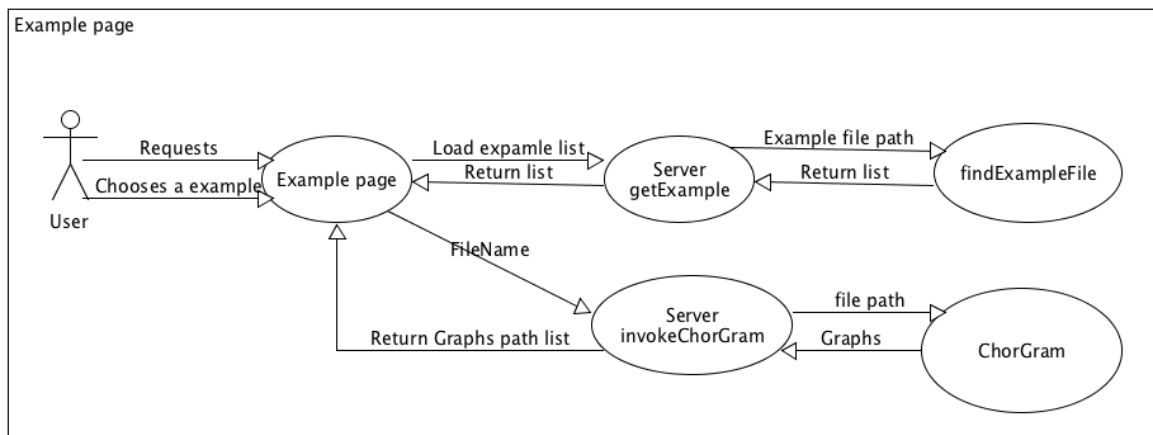 Example page
Requests
Chooses a example
User
Example page
Load expamle list
Return list
Server
getExample
Example file path
Return list
findExampleFile
FileName
Return Graphs path list
Server
invokeChorGram
file path
Graphs
ChorGram